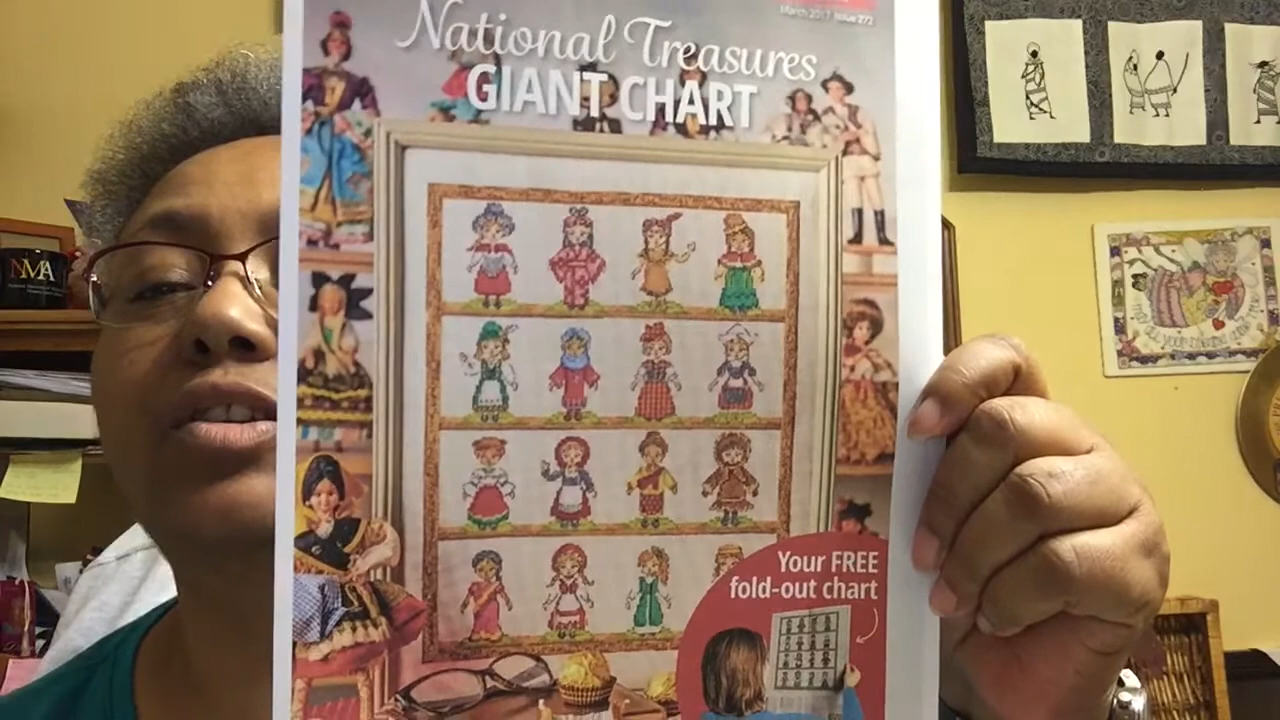 March 2017 Issue 272
National Treasures
GIANT CHART
NMA
Your FREE
fold-out chart